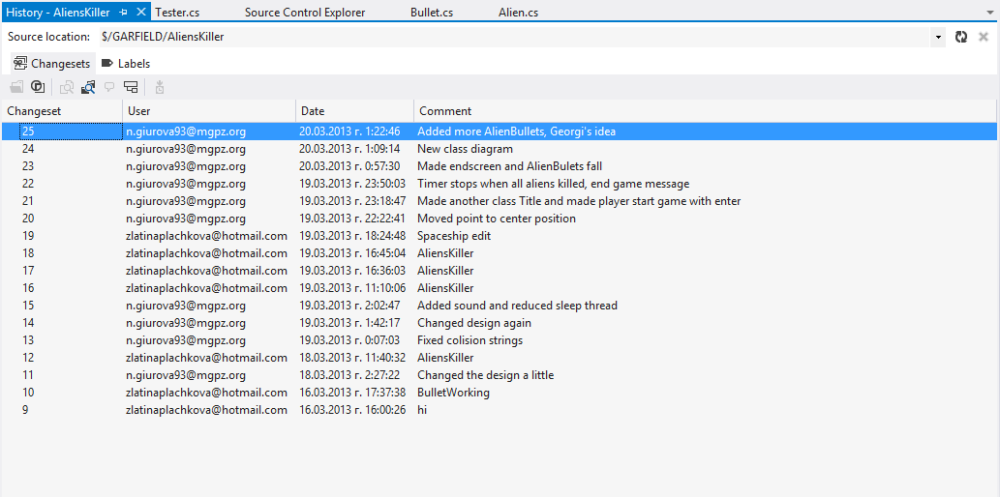 History - AliensKiller Tester.cs Source Control Explorer Bullet.cs Alien.cs
Source location: $/GARFIELD/AliensKiller
Changesets Labels
Changeset User Date Comment
25 n.giurova93@mgpz.org 20.03.2013 г. 1:22:46 Added more AlienBullets, Georgi's idea
24 n.giurova93@mgpz.org 20.03.2013 г. 1:09:14 New class diagram
23 n.giurova93@mgpz.org 20.03.2013 г. 0:57:30 Made endscreen and AlienBulets fall
22 n.giurova93@mgpz.org 19.03.2013 г. 23:50:03 Timer stops when all aliens killed, end game message
21 n.giurova93@mgpz.org 19.03.2013 г. 23:18:47 Made another class Title and made player start game with enter
20 n.giurova93@mgpz.org 19.03.2013 г. 22:22:41 Moved point to center position
19 zlatinaplachkova@hotmail.com 19.03.2013 г. 18:24:48 Spaceship edit
18 zlatinaplachkova@hotmail.com 19.03.2013 г. 16:45:04 AliensKiller
17 zlatinaplachkova@hotmail.com 19.03.2013 г. 16:36:03 AliensKiller
16 zlatinaplachkova@hotmail.com 19.03.2013 г. 11:10:06 AliensKiller
15 n.giurova93@mgpz.org 19.03.2013 г. 2:02:47 Added sound and reduced sleep thread
14 n.giurova93@mgpz.org 19.03.2013 г. 1:42:17 Changed design again
13 n.giurova93@mgpz.org 19.03.2013 г. 0:07:03 Fixed colision strings
12 zlatinaplachkova@hotmail.com 18.03.2013 г. 11:40:32 AliensKiller
11 n.giurova93@mgpz.org 18.03.2013 г. 2:27:22 Changed the design a little
10 zlatinaplachkova@hotmail.com 16.03.2013 г. 17:37:38 BulletWorking
9 zlatinaplachkova@hotmail.com 16.03.2013 г. 16:00:26 hi